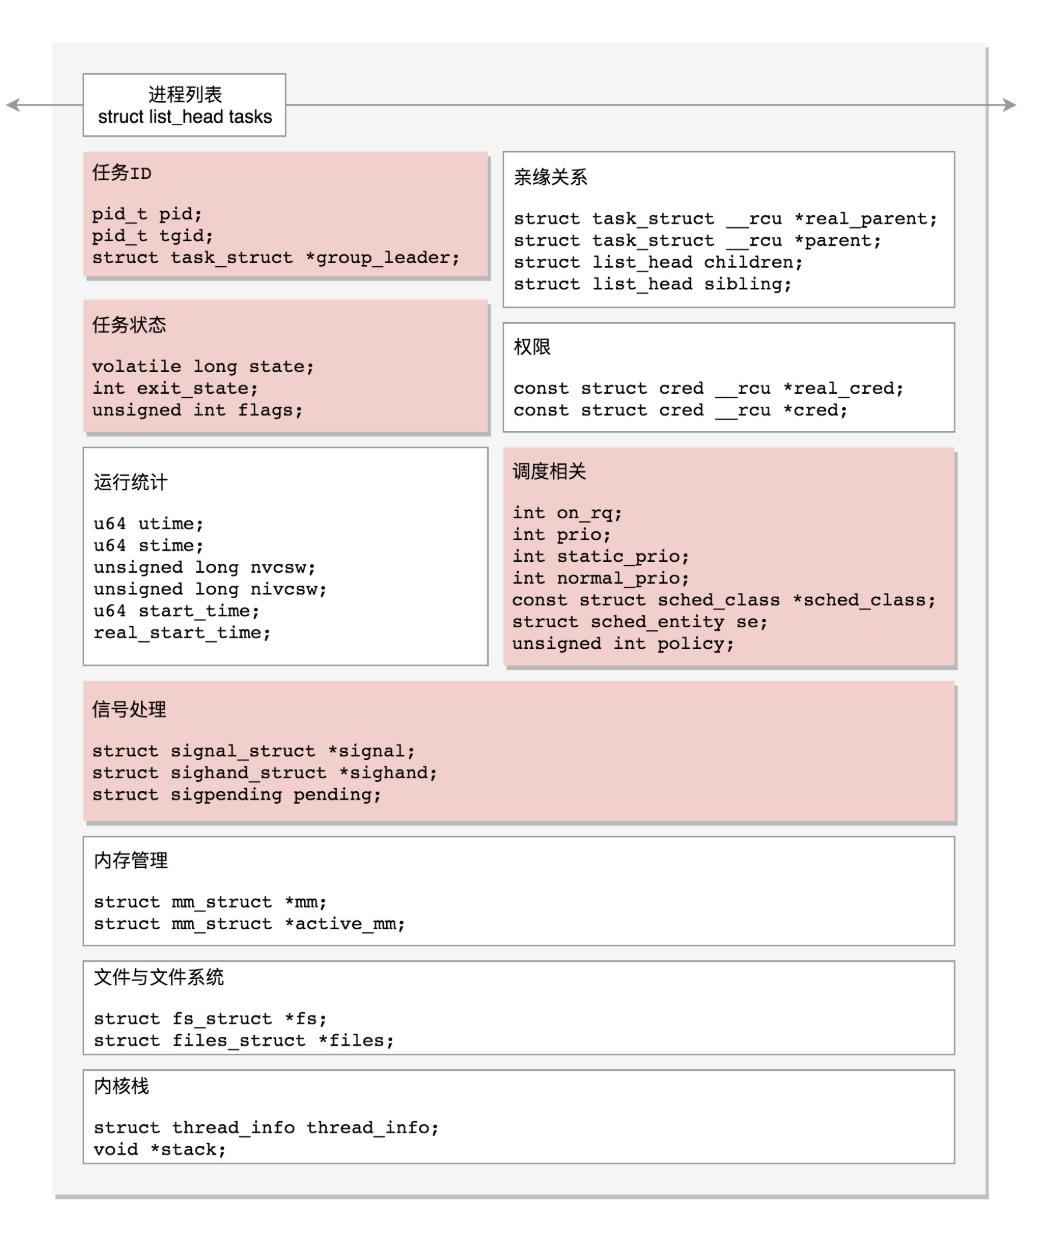 进程列表
struct list_head tasks
任务ID
pid_t pid;
pid_t tgid;
struct task_struct *group_leader;
亲缘关系
struct task_struct __rcu *real_parent;
struct task_struct __rcu *parent;
struct list_head children;
struct list_head sibling;
任务状态
volatile long state;
int exit_state;
unsigned int flags;
权限
const struct cred __rcu *real_cred;
const struct cred __rcu *cred;
运行统计
u64 utime;
u64 stime;
unsigned long nvcsw;
unsigned long nivcsw;
u64 start_time;
real_start_time;
调度相关
int on_rq;
int prio;
int static_prio;
int normal_prio;
const struct sched_class *sched_class;
struct sched_entity se;
unsigned int policy;
信号处理
struct signal_struct *signal;
struct sighand_struct *sighand;
struct sigpending pending;
内存管理
struct mm_struct *mm;
struct mm_struct *active_mm;
文件与文件系统
struct fs_struct *fs;
struct files_struct *files;
内核栈
struct thread_info thread_info;
void *stack;